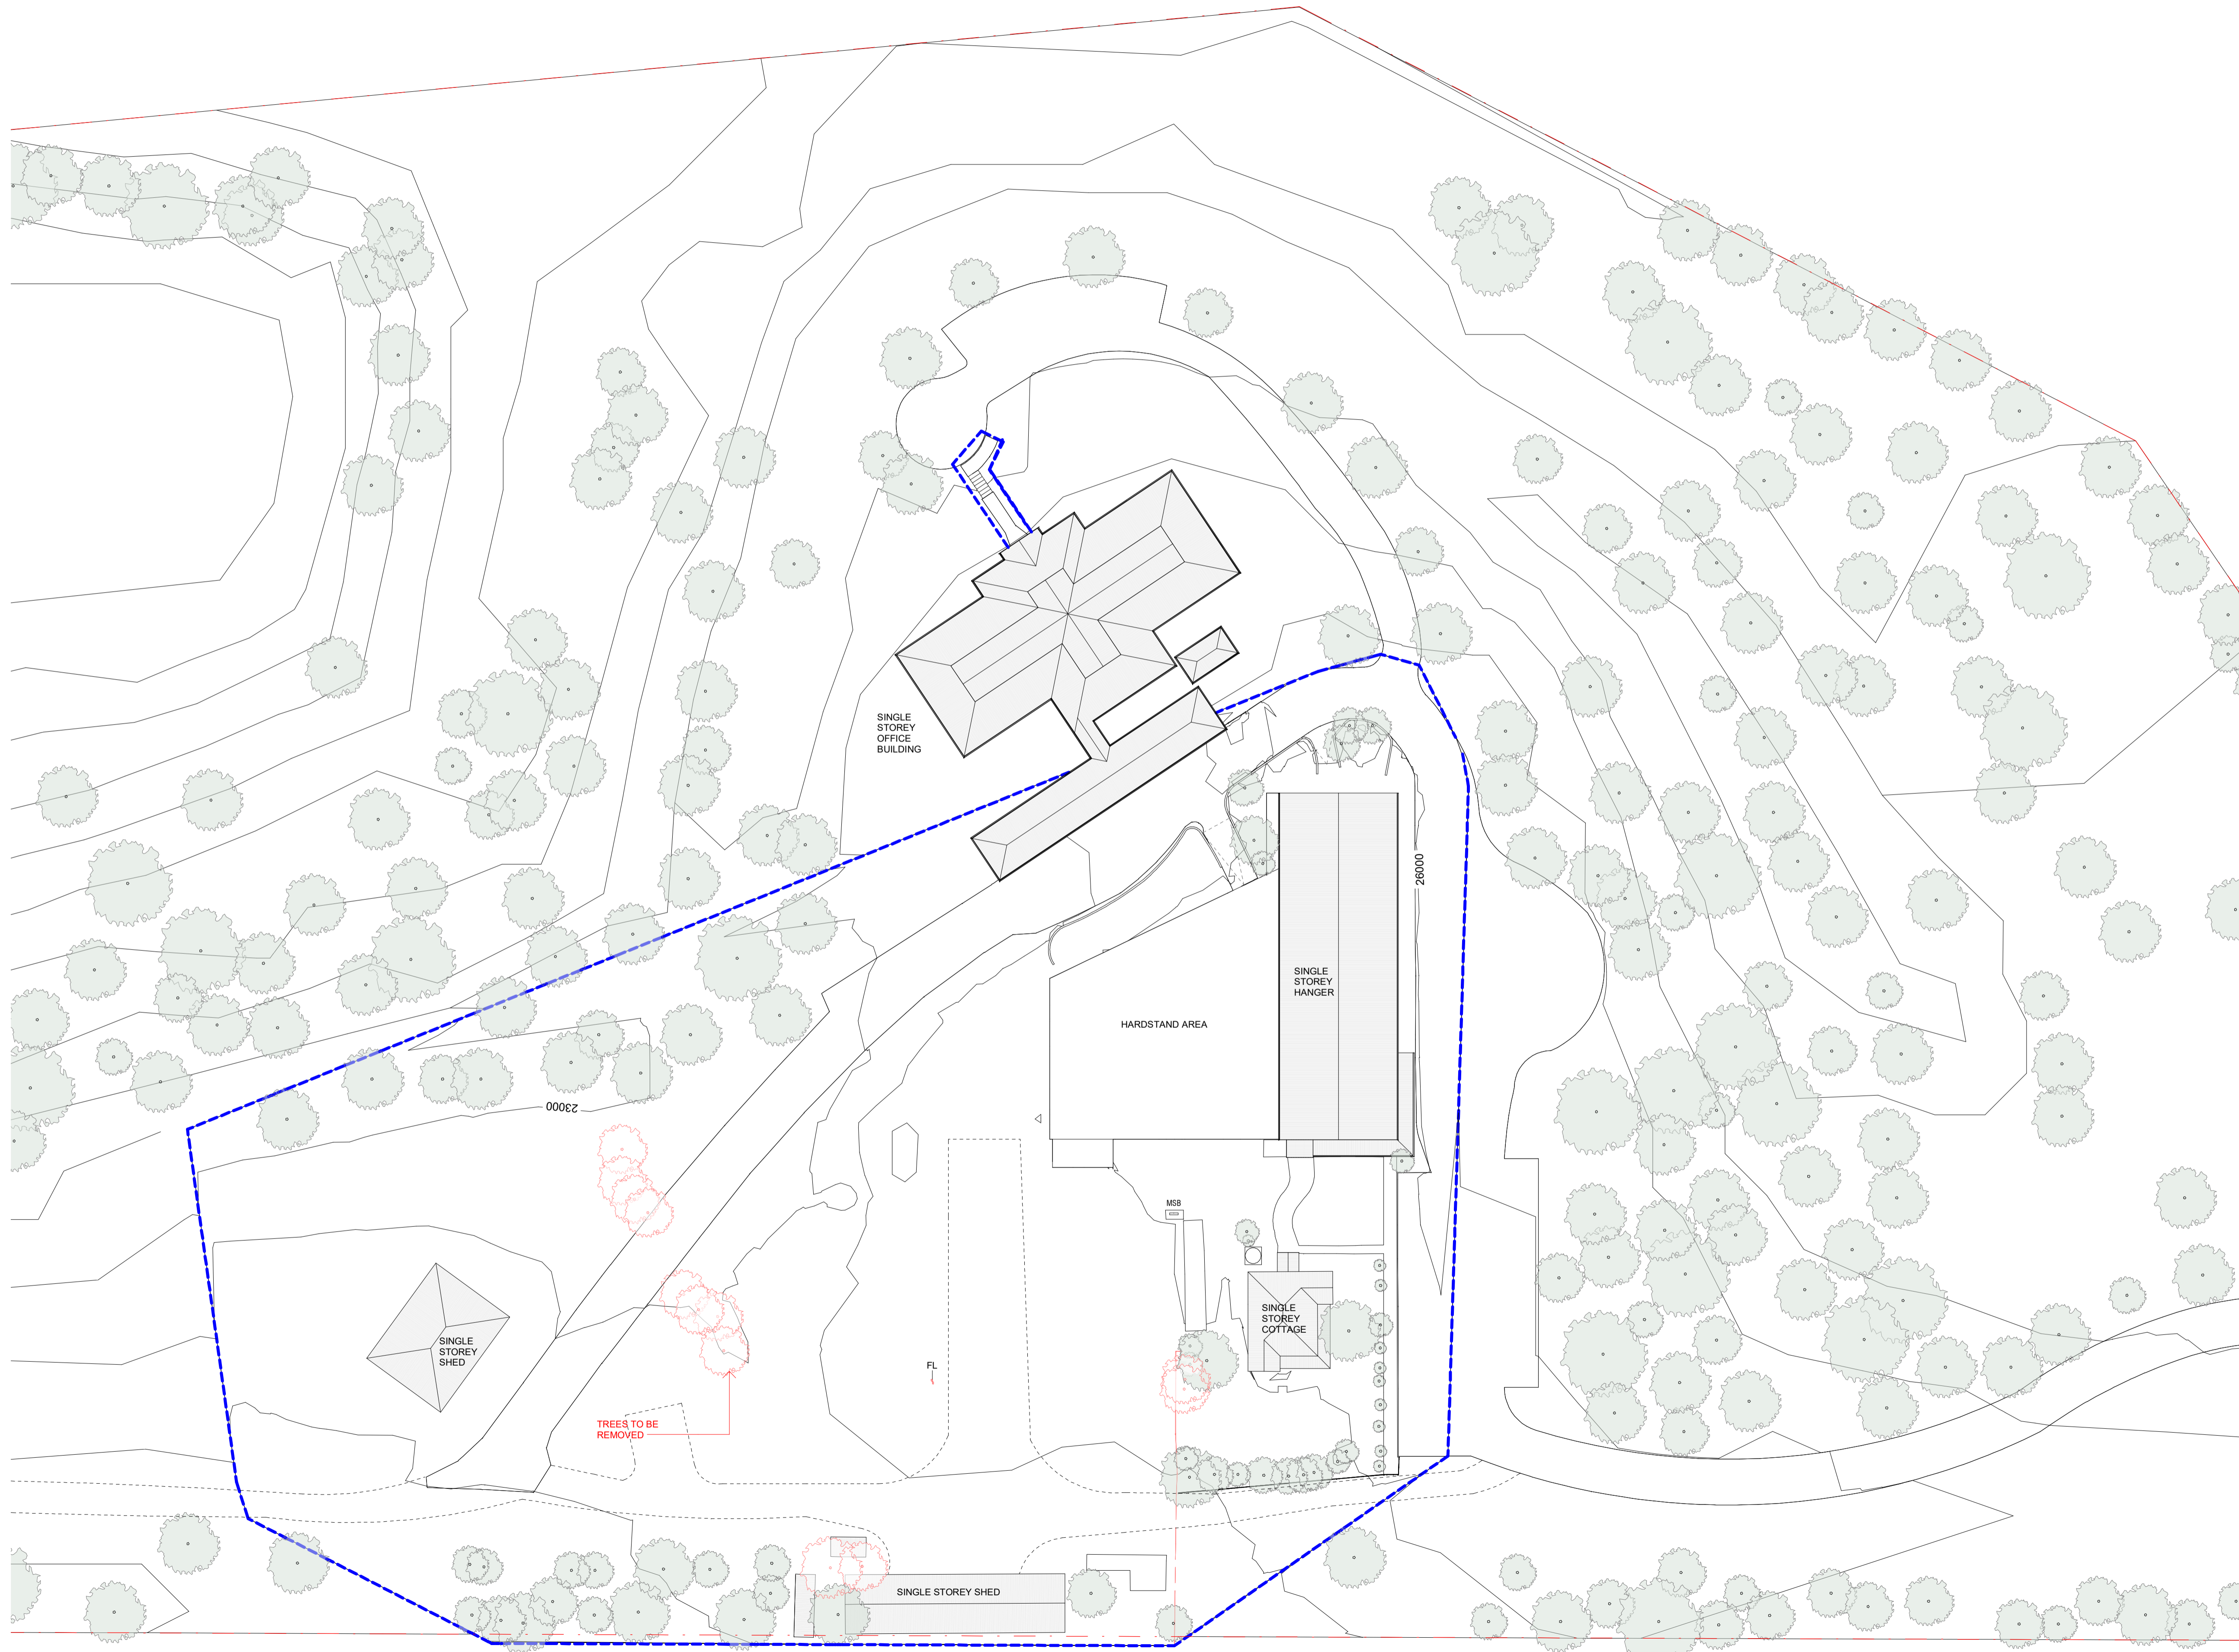 SINGLE
STOREY
OFFICE
BUILDING
26000
SINGLE
STOREY
HANGER
HARDSTAND AREA
23000
MSB
SINGLE
STOREY
COTTAGE
SINGLE
STOREY
SHED
FL
TREES TO BE
REMOVED
SINGLE STOREY SHED